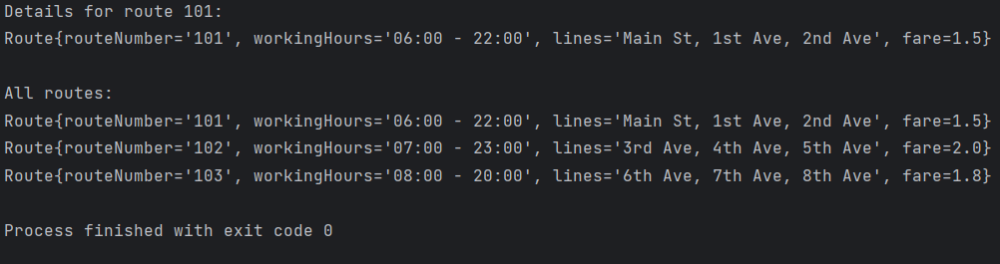 Details for route 101:
Route{routeNumber='101', workingHours='06:00 - 22:00', lines='Main St, 1st Ave, 2nd Ave', fare=1.5}
All routes:
Route{routeNumber='101', workingHours='06:00 - 22:00', lines='Main St, 1st Ave, 2nd Ave', fare=1.5}
Route{routeNumber='102', workingHours='07:00 - 23:00', lines='3rd Ave, 4th Ave, 5th Ave', fare=2.0}
Route{routeNumber='103', workingHours='08:00 - 20:00', lines='6th Ave, 7th Ave, 8th Ave', fare=1.8}
Process finished with exit code 0